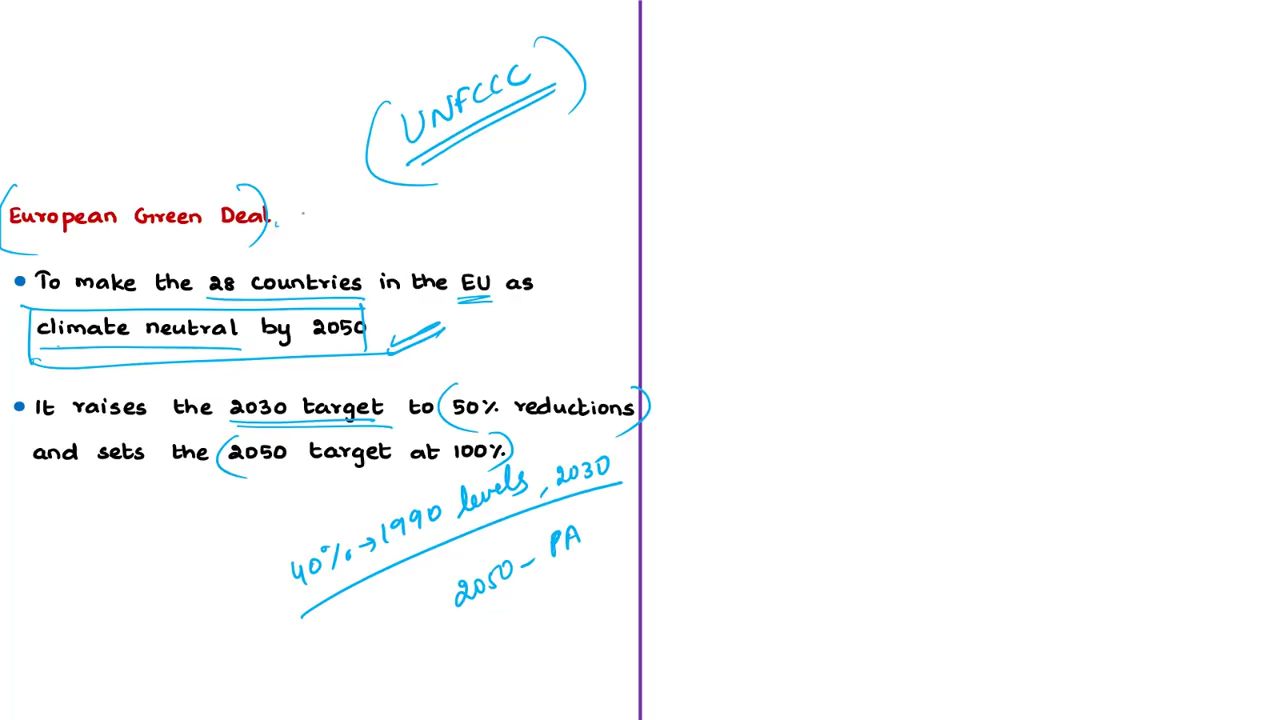 UNFCCC
European Green Deal.
To make the 28 countries in the EU as
climate neutral by 2050
It raises the 2030 target to 50% reductions
and sets the 2050 target at 100%.
40% → 1990 levels, 2030
2050 - PA